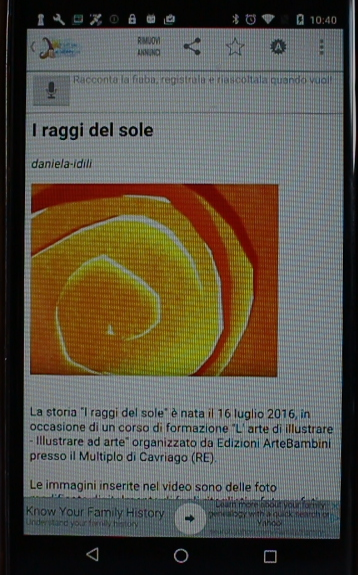 10:40
RIMUOVI
ANNUNCI
A
Racconta la fiaba, registrala e riascoltala quando vuoi!
I raggi del sole
daniela-idili
La storia "I raggi del sole" è nata il 16 luglio 2016, in
occasione di un corso di formazione "L' arte di illustrare
- Illustrare ad arte" organizzato da Edizioni ArteBambini
presso il Multiplo di Cavriago (RE).
Le immagini inserite nel video sono delle foto
Know Your Family History
Understand your family history
Learn more about your family
genealogy with a quick search at
Yahoo!